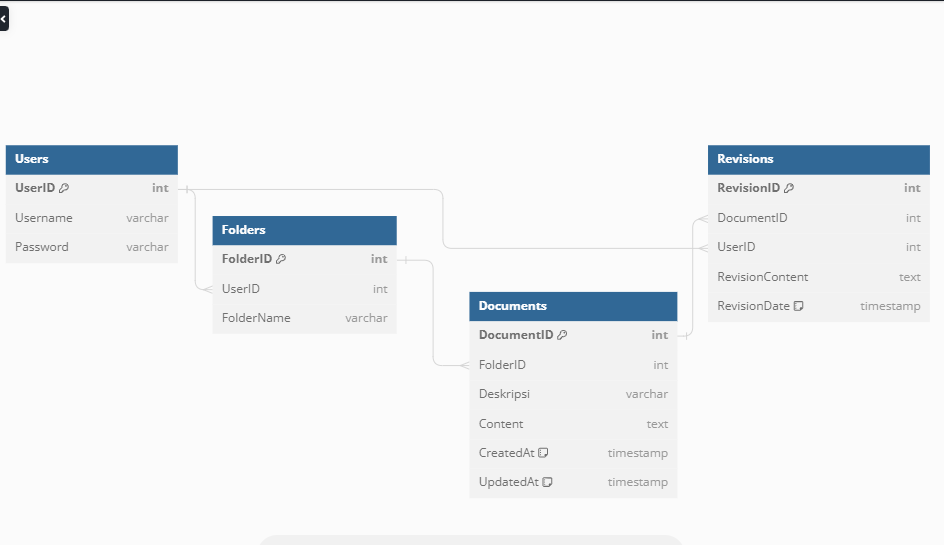 Users
UserID int
Username varchar
Password varchar
Folders
FolderID int
UserID int
FolderName varchar
Documents
DocumentID int
FolderID int
Deskripsi varchar
Content text
CreatedAt timestamp
UpdatedAt timestamp
Revisions
RevisionID int
DocumentID int
UserID int
RevisionContent text
RevisionDate timestamp